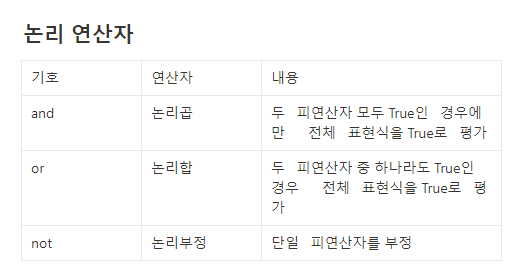 논리 연산자
기호 연산자 내용
and 논리곱 두 피연산자 모두 True인 경우에
만 전체 표현식을 True로 평가
or 논리합 두 피연산자 중 하나라도 True인
경우 전체 표현식을 True로 평
가
not 논리부정 단일 피연산자를 부정